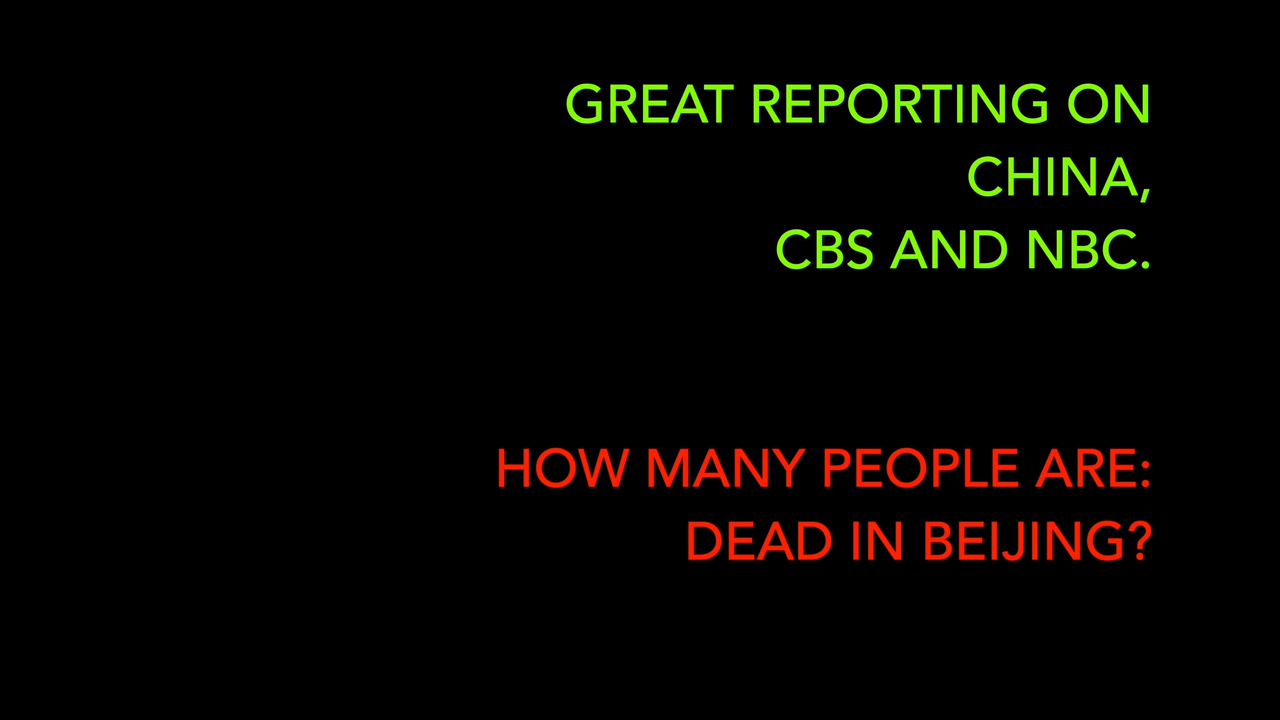 GREAT REPORTING ON
CHINA,
CBS AND NBC.
HOW MANY PEOPLE ARE:
DEAD IN BEIJING?